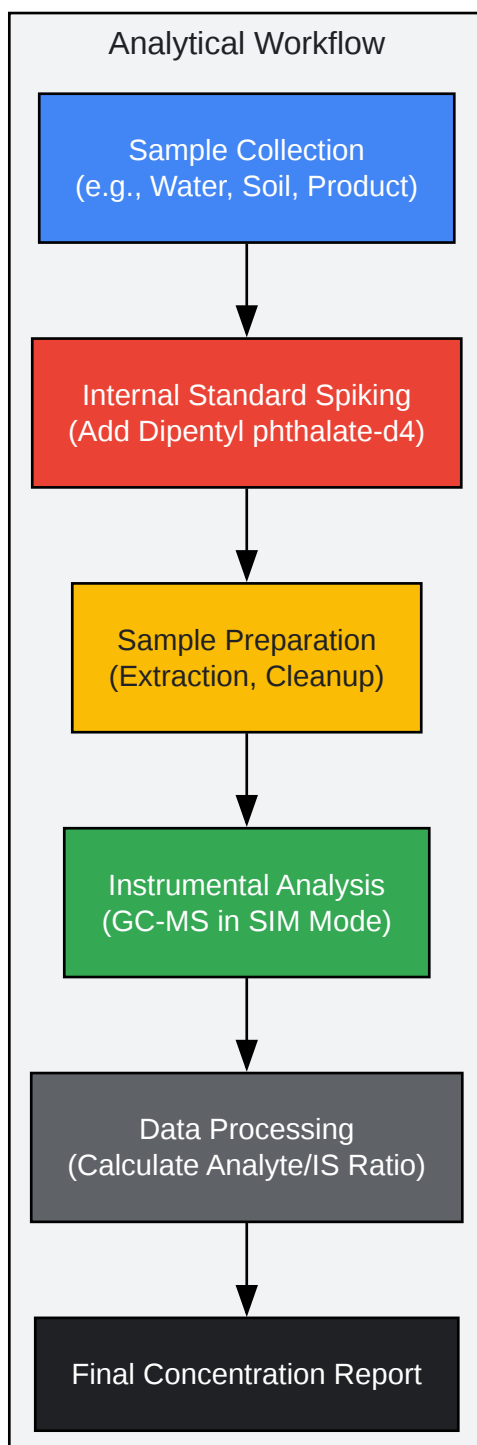 Analytical Workflow
Sample Collection
(e.g., Water, Soil, Product)
Internal Standard Spiking
(Add Dipentyl phthalate-d4)
Sample Preparation
(Extraction, Cleanup)
Instrumental Analysis
(GC-MS in SIM Mode)
Data Processing
(Calculate Analyte/IS Ratio)
Final Concentration Report